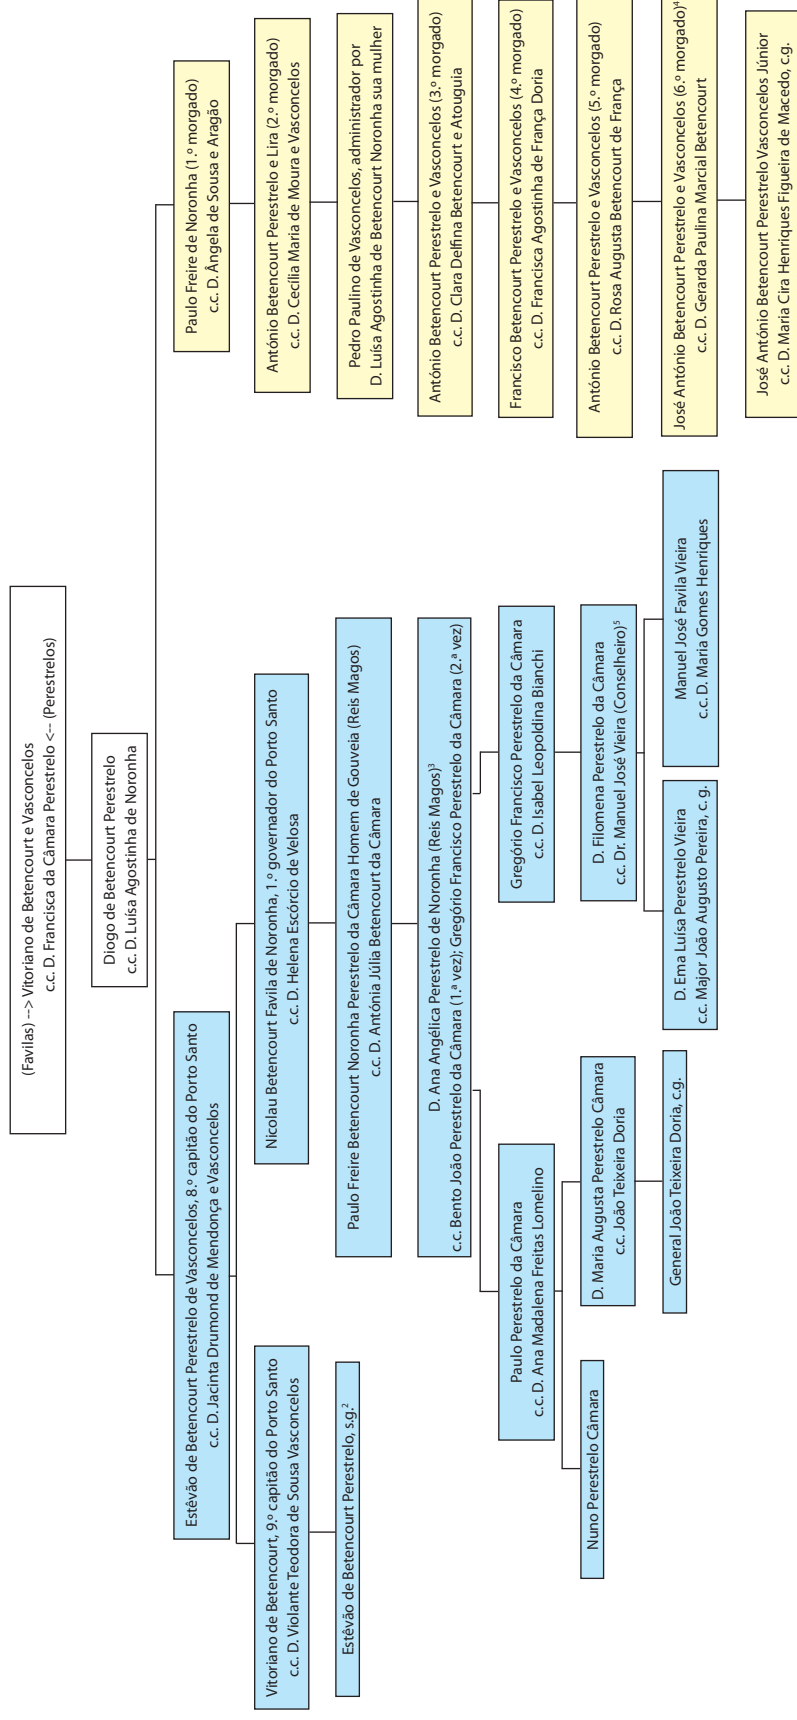 (Favilas) --> Vitoriano de Betencourt e Vasconcelos
c.c. D. Francisca da Câmara Perestrelo <-- (Perestrelos)
Diogo de Betencourt Perestrelo
c.c. D. Luísa Agostinha de Noronha
Estêvão de Betencourt Perestrelo de Vasconcelos, 8.º capitão do Porto Santo
c.c. D. Jacinta Drumond de Mendonça e Vasconcelos
Paulo Freire de Noronha (1.º morgado)
c.c. D. Ângela de Sousa e Aragão
Vitoriano de Betencourt, 9.º capitão do Porto Santo
c.c. D. Violante Teodora de Sousa Vasconcelos
Nicolau Betencourt Favila de Noronha, 1.º governador do Porto Santo
c.c. D. Helena Escórcio de Velosa
António Betencourt Perestrelo e Lira (2.º morgado)
c.c. D. Cecília Maria de Moura e Vasconcelos
Estêvão de Betencourt Perestrelo, s.g.²
Paulo Freire Betencourt Noronha Perestrelo da Câmara Homem de Gouveia (Reis Magos)
c.c. D. Antónia Júlia Betencourt da Câmara
Pedro Paulino de Vasconcelos, administrador por
D. Luísa Agostinha de Betencourt Noronha sua mulher
D. Ana Angélica Perestrelo de Noronha (Reis Magos)³
c.c. Bento João Perestrelo da Câmara (1.ª vez); Gregório Francisco Perestrelo da Câmara (2.ª vez)
António Betencourt Perestrelo e Vasconcelos (3.º morgado)
c.c. D. Clara Delfina Betencourt e Atouguia
Paulo Perestrelo da Câmara
c.c. D. Ana Madalena Freitas Lomelino
Gregório Francisco Perestrelo da Câmara
c.c. D. Isabel Leopoldina Bianchi
Francisco Betencourt Perestrelo e Vasconcelos (4.º morgado)
c.c. D. Francisca Agostinha de França Doria
Nuno Perestrelo Câmara
D. Maria Augusta Perestrelo Câmara
c.c. João Teixeira Doria
D. Filomena Perestrelo da Câmara
c.c. Dr. Manuel José Vieira (Conselheiro)⁵
António Betencourt Perestrelo e Vasconcelos (5.º morgado)
c.c. D. Rosa Augusta Betencourt de França
General João Teixeira Doria, c.g.
D. Ema Luísa Perestrelo Vieira
c.c. Major João Augusto Pereira, c. g.
Manuel José Favila Vieira
c.c. D. Maria Gomes Henriques
José António Betencourt Perestrelo e Vasconcelos (6.º morgado)⁴
c.c. D. Gerarda Paulina Marcial Betencourt
José António Betencourt Perestrelo Vasconcelos Júnior
c.c. D. Maria Cira Henriques Figueira de Macedo, c.g.